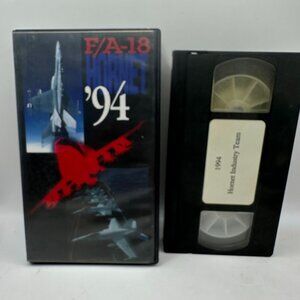 F/A-18
HORNET
'94
1994
Hornet Industry Team